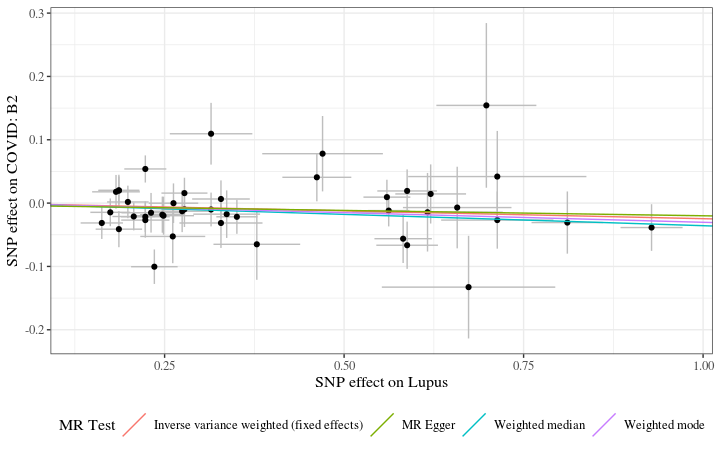 0.3
0.2
0.1
0.0
-0.1
-0.2
SNP effect on COVID: B2
0.25 0.50 0.75 1.00
SNP effect on Lupus
MR Test Inverse variance weighted (fixed effects) MR Egger Weighted median Weighted mode